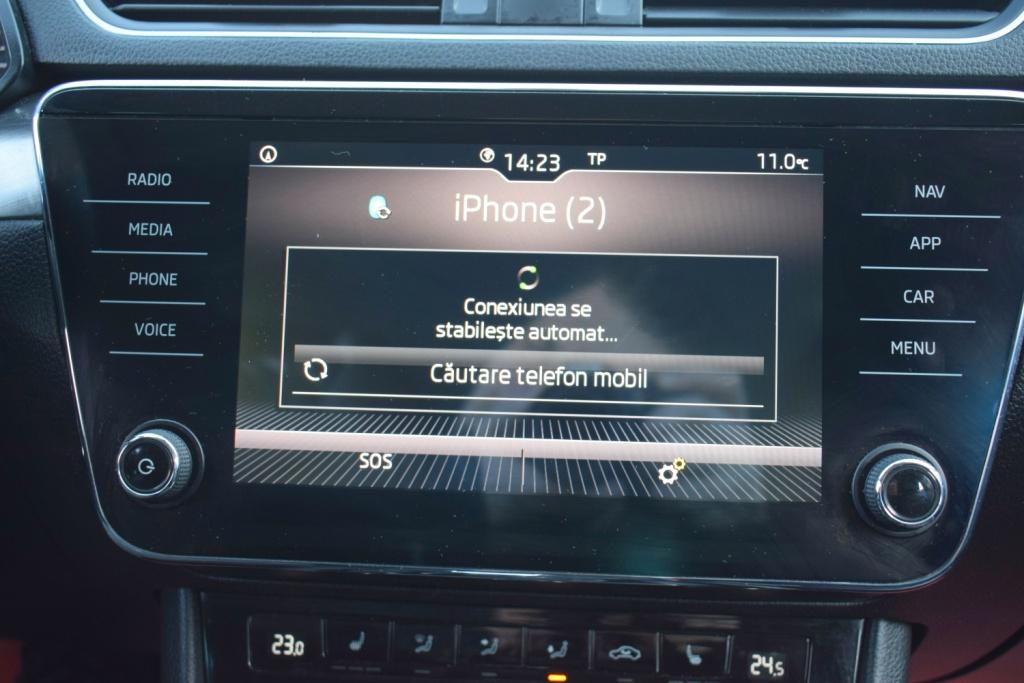 14:23 TP 11.0°C
RADIO
MEDIA
PHONE
VOICE
iPhone (2)
Conexiunea se
stabilește automat...
Căutare telefon mobil
SOS
NAV
APP
CAR
MENU
23.0
24,5